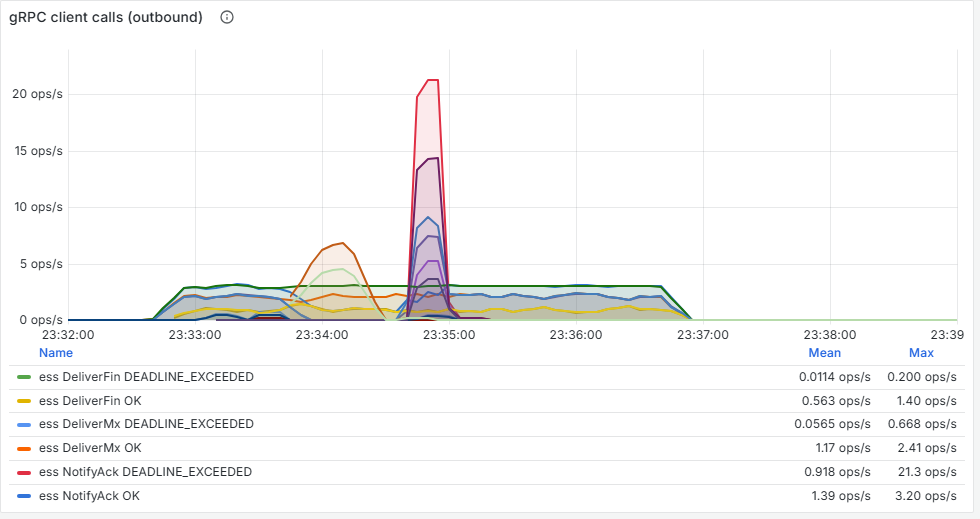 gRPC client calls (outbound)
20 ops/s
15 ops/s
10 ops/s
5 ops/s
0 ops/s
23:32:00 23:33:00 23:34:00 23:35:00 23:36:00 23:37:00 23:38:00 23:39
Name Mean Max
ess DeliverFin DEADLINE_EXCEEDED 0.0114 ops/s 0.200 ops/s
ess DeliverFin OK 0.563 ops/s 1.40 ops/s
ess DeliverMx DEADLINE_EXCEEDED 0.0565 ops/s 0.668 ops/s
ess DeliverMx OK 1.17 ops/s 2.41 ops/s
ess NotifyAck DEADLINE_EXCEEDED 0.918 ops/s 21.3 ops/s
ess NotifyAck OK 1.39 ops/s 3.20 ops/s